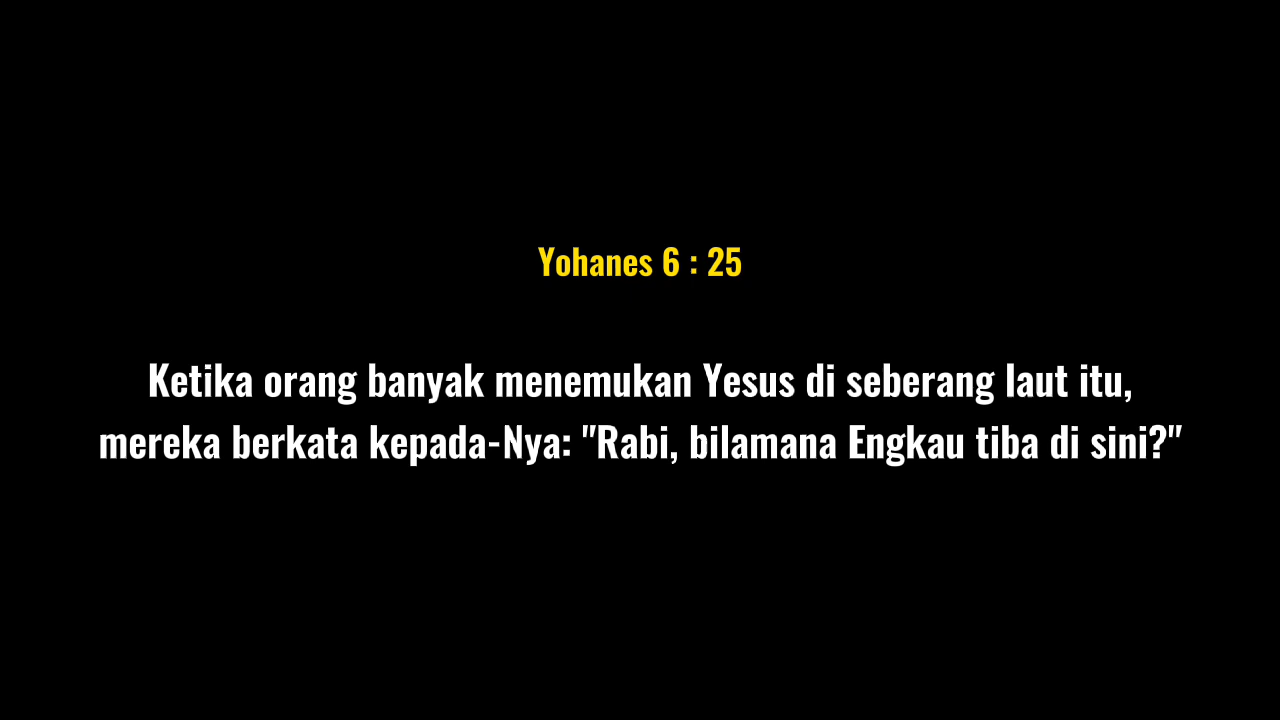 Yohanes 6 : 25
Ketika orang banyak menemukan Yesus di seberang laut itu,
mereka berkata kepada-Nya: "Rabi, bilamana Engkau tiba di sini?"